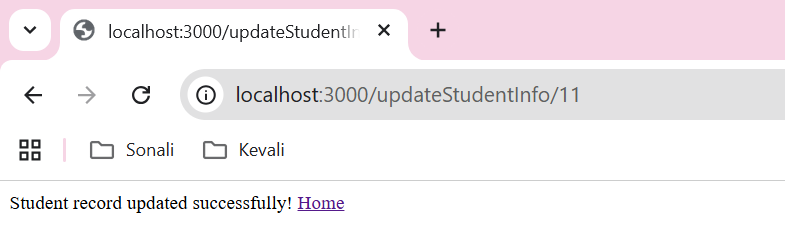 localhost:3000/updateStudentIn
localhost:3000/updateStudentInfo/11
Sonali Kevali
Student record updated successfully! Home